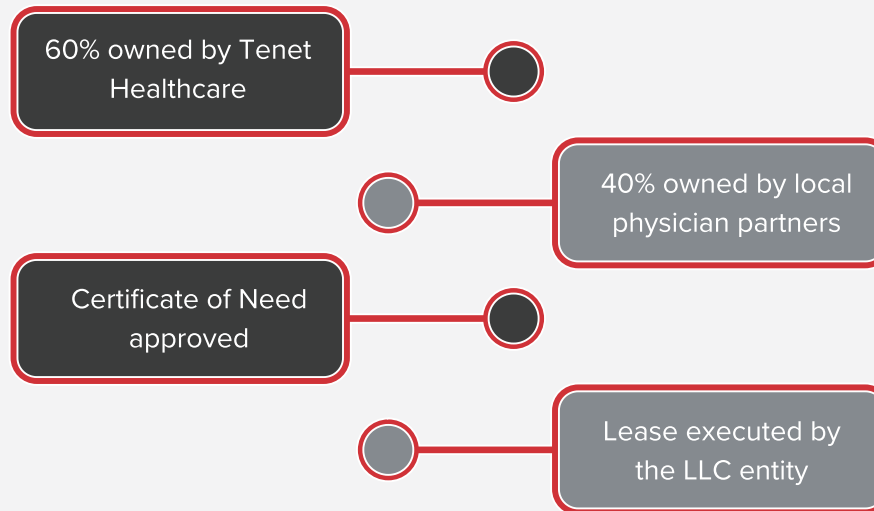 60% owned by Tenet
Healthcare
40% owned by local
physician partners
Certificate of Need
approved
Lease executed by
the LLC entity